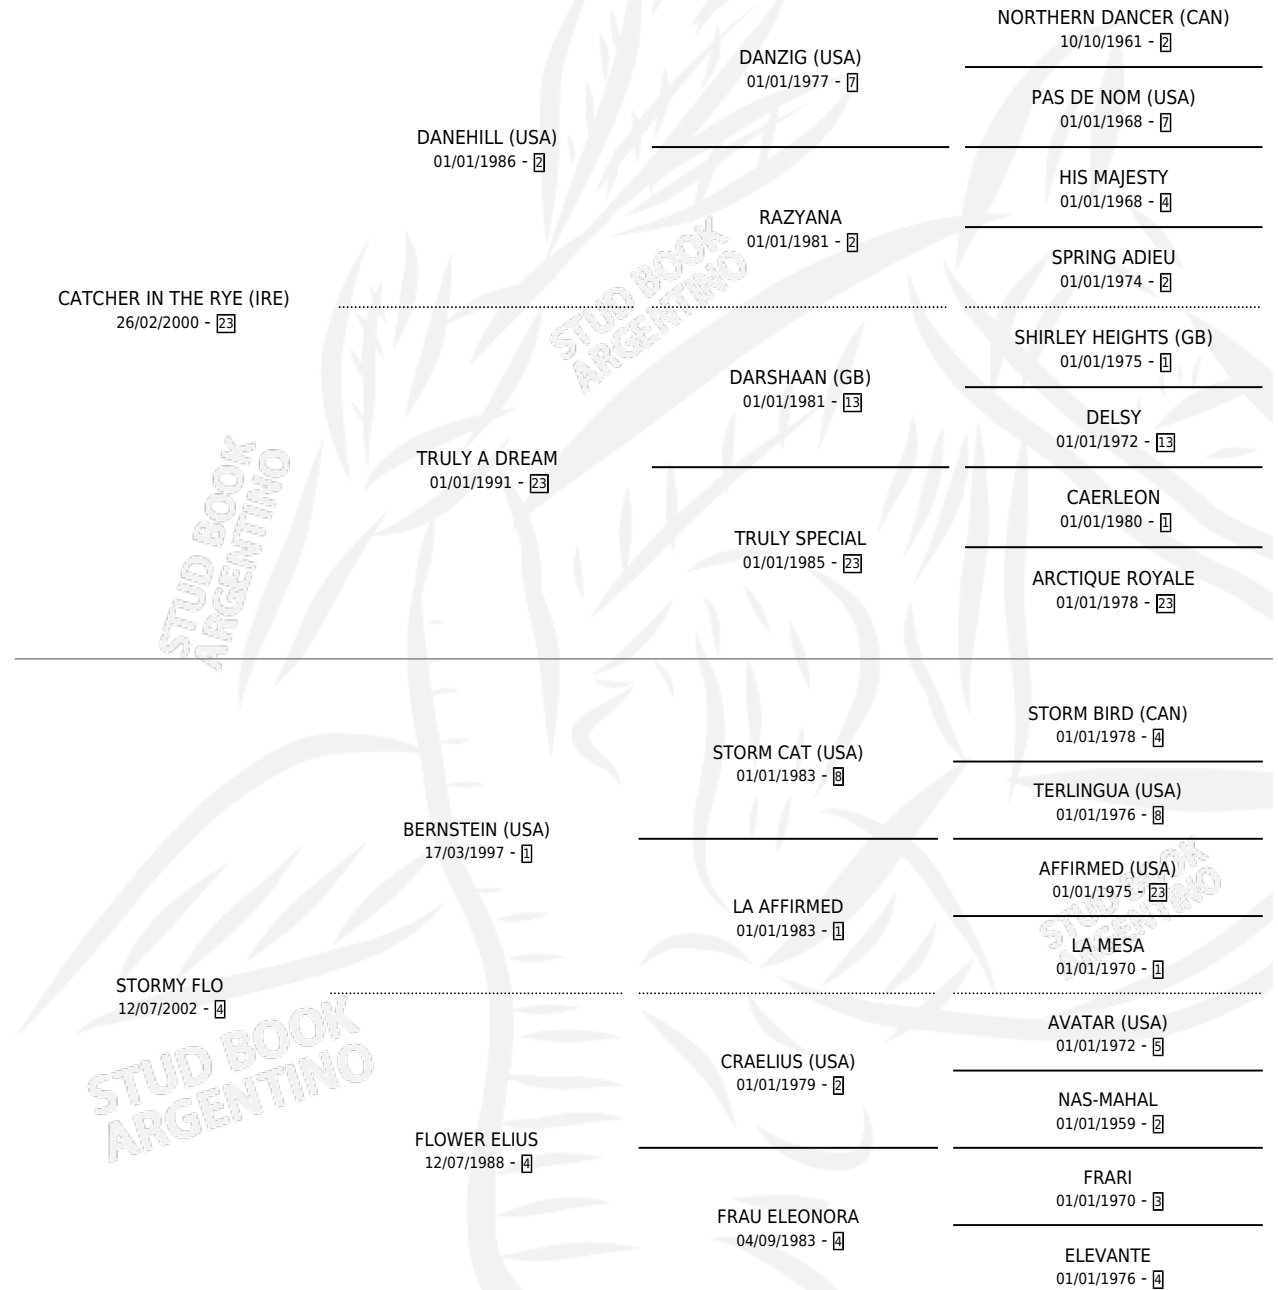 NORTHERN DANCER (CAN)
10/10/1961 - 2
DANZIG (USA)
01/01/1977 - 7
PAS DE NOM (USA)
01/01/1968 - 7
DANEHILL (USA)
01/01/1986 - 2
HIS MAJESTY
01/01/1968 - 4
RAZYANA
01/01/1981 - 2
SPRING ADIEU
01/01/1974 - 2
STUD BOOK
ARGENTINO
CATCHER IN THE RYE (IRE)
26/02/2000 - 23
SHIRLEY HEIGHTS (GB)
01/01/1975 - 1
DARSHAAN (GB)
01/01/1981 - 13
DELSY
01/01/1972 - 13
TRULY A DREAM
01/01/1991 - 23
CAERLEON
01/01/1980 - 1
TRULY SPECIAL
01/01/1985 - 23
ARCTIQUE ROYALE
01/01/1978 - 23
STUD BOOK
ARGENTINO
STORM BIRD (CAN)
01/01/1978 - 4
STORM CAT (USA)
01/01/1983 - 8
TERLINGUA (USA)
01/01/1976 - 8
BERNSTEIN (USA)
17/03/1997 - 1
AFFIRMED (USA)
01/01/1975 - 23
LA AFFIRMED
01/01/1983 - 1
STUD BOOK
ARGENTINO
LA MESA
01/01/1970 - 1
STORMY FLO
12/07/2002 - 4
AVATAR (USA)
01/01/1972 - 5
CRAELIUS (USA)
01/01/1979 - 2
NAS-MAHAL
01/01/1959 - 2
STUD BOOK
ARGENTINO
FLOWER ELIUS
12/07/1988 - 4
FRARI
01/01/1970 - 3
FRAU ELEONORA
04/09/1983 - 4
ELEVANTE
01/01/1976 - 4